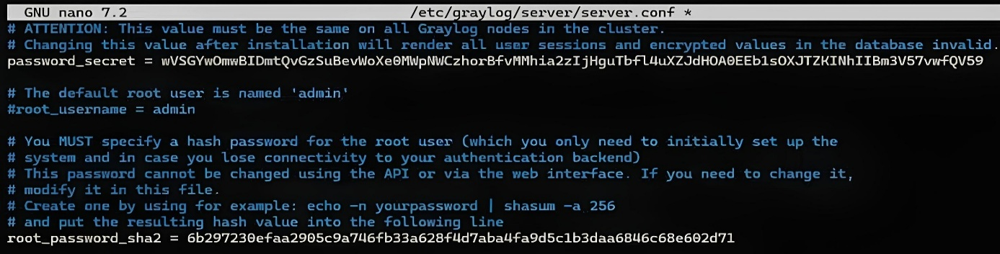 GNU nano 7.2 /etc/graylog/server/server.conf *
# ATTENTION: This value must be the same on all Graylog nodes in the cluster.
# Changing this value after installation will render all user sessions and encrypted values in the database invalid.
password_secret = wVSGYwOmwBIDmtQvGzSuBevWoXe0MWpNWCzhorBfvMMhia2zIjHguTbfl4uXZJdHOA0EEb1sOXJTZKINhIIBm3V57vwfQV59
# The default root user is named 'admin'
#root_username = admin
# You MUST specify a hash password for the root user (which you only need to initially set up the
# system and in case you lose connectivity to your authentication backend)
# This password cannot be changed using the API or via the web interface. If you need to change it,
# modify it in this file.
# Create one by using for example: echo -n yourpassword | shasum -a 256
# and put the resulting hash value into the following line
root_password_sha2 = 6b297230efaa2905c9a746fb33a628f4d7aba4fa9d5c1b3daa6846c68e602d71